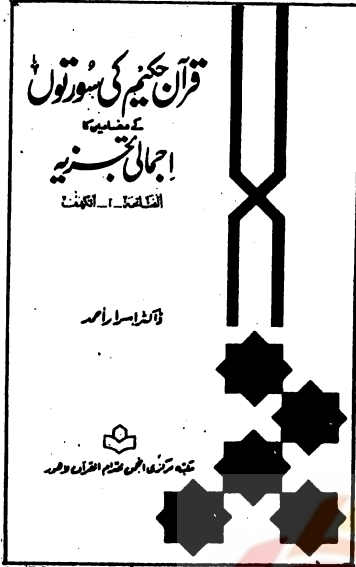 قرآن حکیم کی سورتوں
کے مضامین کا
اجمالی تجزیہ
الفاتحہ ـ تا ـ الکہف
ڈاکٹر اسرار احمد
مکتبہ مرکزی انجمن خدام القرآن لاہور